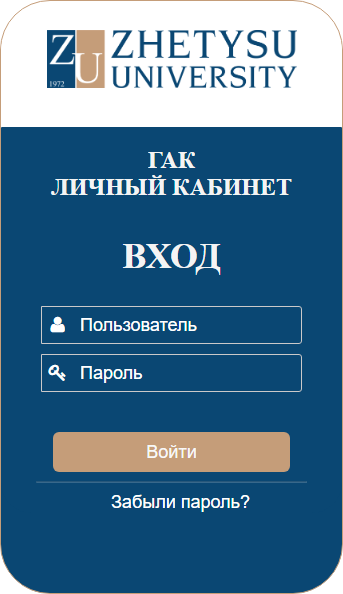 ZU
1972
ZHETYSU
UNIVERSITY
ГАК
ЛИЧНЫЙ КАБИНЕТ
ВХОД
Пользователь
Пароль
Войти
Забыли пароль?